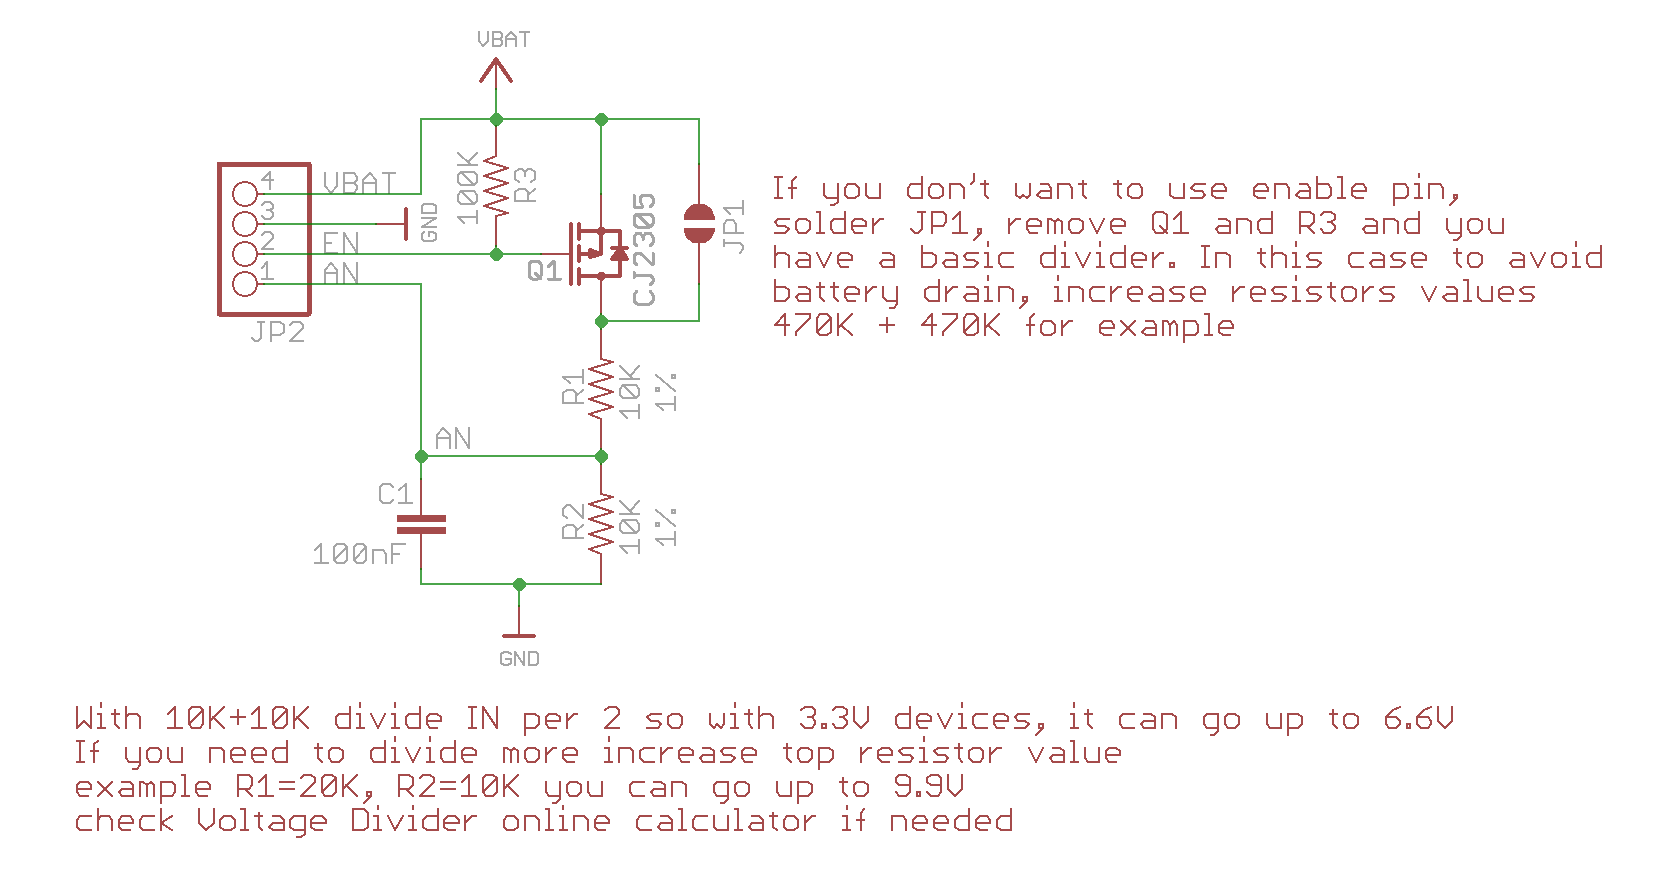 VBAT
4
VBAT
3
GND
2
EN
1
AN
JP2
100K
R3
Q1
CJ2305
JP1
If you don't want to use enable pin,
solder JP1, remove Q1 and R3 and you
have a basic divider. In this case to avoid
battery drain, increase resistors values
470K + 470K for example
R1
10K
1%
AN
C1
100nF
R2
10K
1%
GND
With 10K+10K divide IN per 2 so with 3.3V devices, it can go up to 6.6V
If you need to divide more increase top resistor value
example R1=20K, R2=10K you can go up to 9.9V
check Voltage Divider online calculator if needed